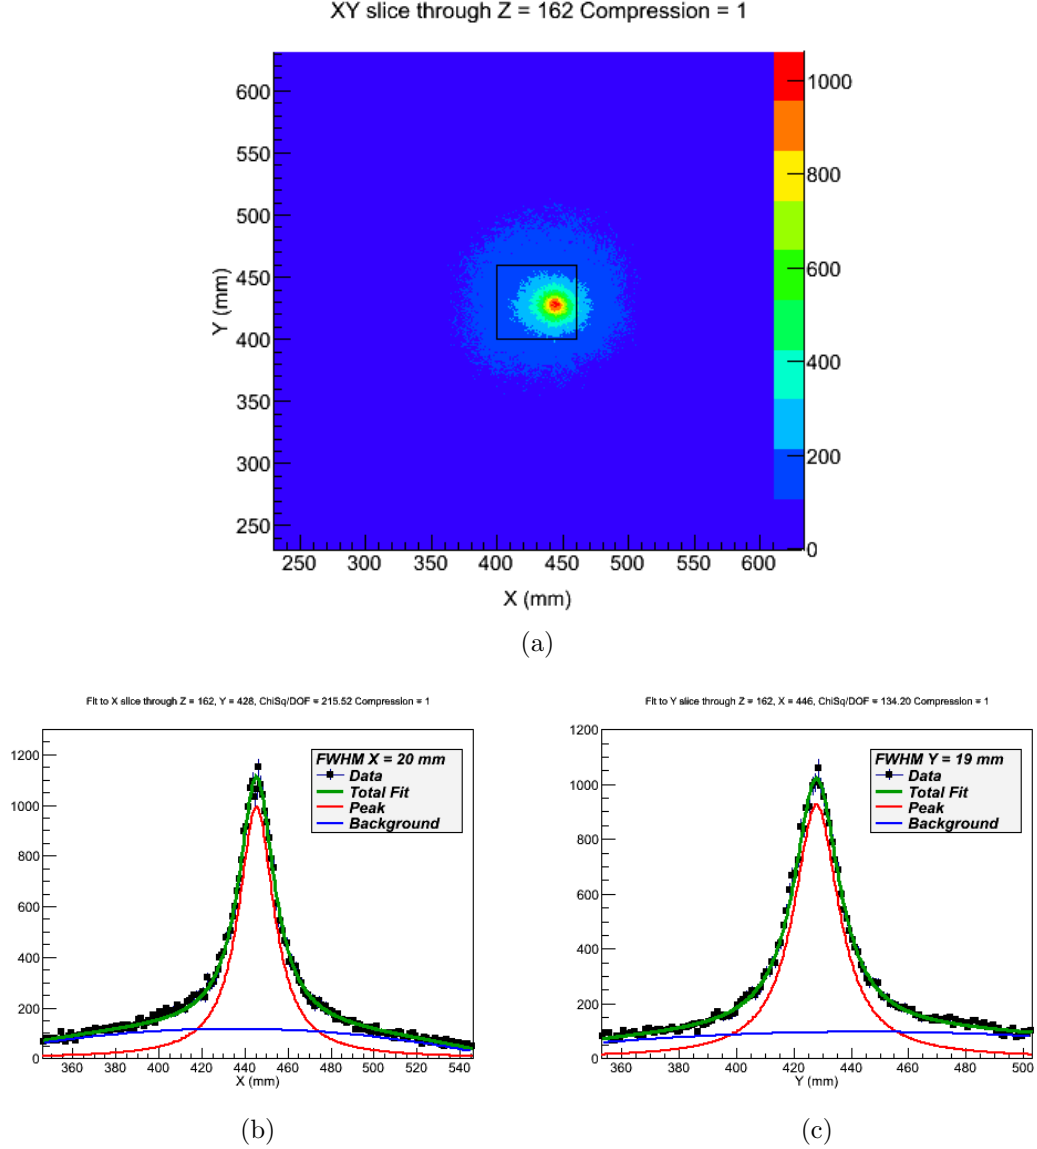 XY slice through Z = 162 Compression = 1
600
550
500
450
400
350
300
250
Y (mm)
1000
800
600
400
200
0
250 300 350 400 450 500 550 600
X (mm)
(a)
Fit to X slice through Z = 162, Y = 428, ChiSq/DOF = 215.52 Compression = 1
1200
1000
800
600
400
200
0
FWHM X = 20 mm
Data
Total Fit
Peak
Background
360 380 400 420 440 460 480 500 520 540
X (mm)
(b)
Fit to Y slice through Z = 162, X = 446, ChiSq/DOF = 134.20 Compression = 1
1200
1000
800
600
400
200
0
FWHM Y = 19 mm
Data
Total Fit
Peak
Background
360 380 400 420 440 460 480 500
Y (mm)
(c)